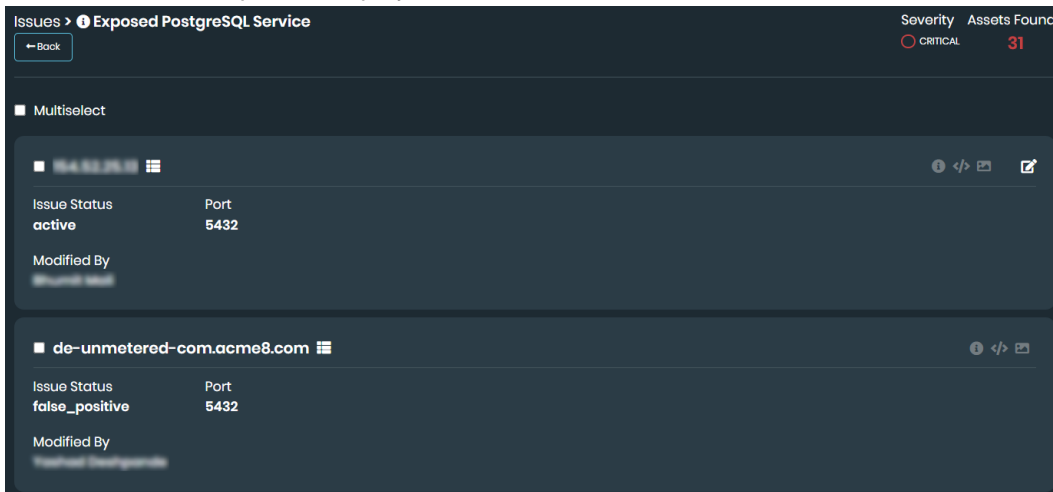 Issues > Exposed PostgreSQL Service
Severity Assets Found
← Back
CRITICAL 31
Multiselect
Issue Status Port
active 5432
Modified By
de-unmetered-com.acme8.com
Issue Status Port
false_positive 5432
Modified By